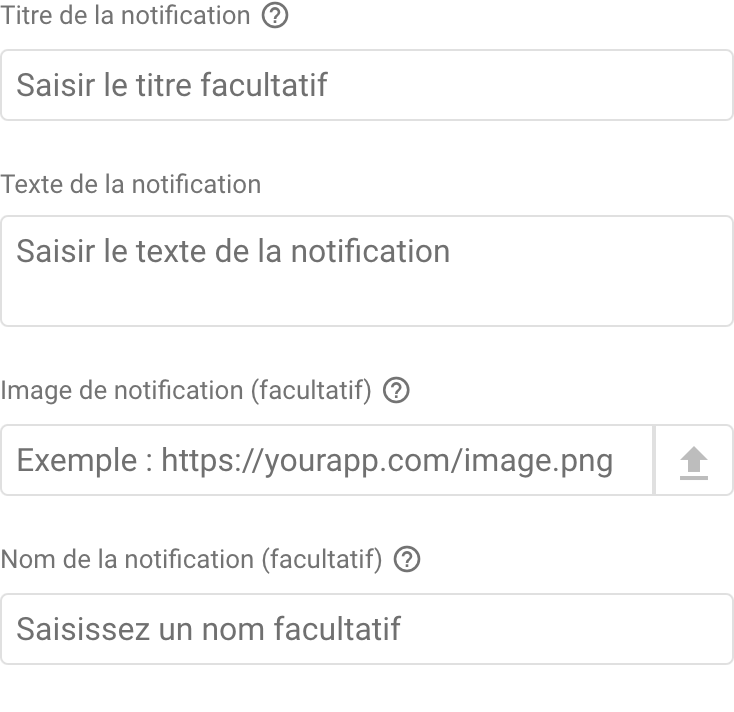 Titre de la notification
Saisir le titre facultatif
Texte de la notification
Saisir le texte de la notification
Image de notification (facultatif)
Exemple : https://yourapp.com/image.png
Nom de la notification (facultatif)
Saisissez un nom facultatif